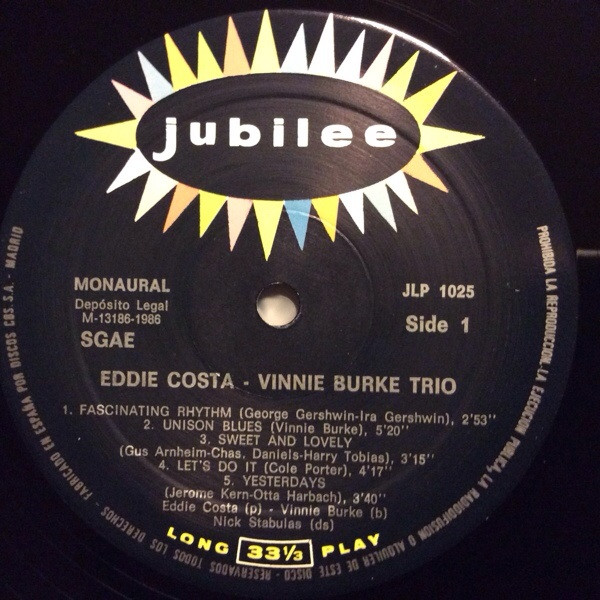 jubilee
MONAURAL
Depósito Legal
M-13186-1986
SGAE
JLP 1025
Side 1
EDDIE COSTA - VINNIE BURKE TRIO
1. FASCINATING RHYTHM (George Gershwin-Ira Gershwin), 2'53"
2. UNISON BLUES (Vinnie Burke), 5'20"
3. SWEET AND LOVELY
(Gus Arnheim-Chas. Daniels-Harry Tobias), 3'15"
4. LET'S DO IT (Cole Porter), 4'17"
5. YESTERDAYS
(Jerome Kern-Otta Harbach), 3'40"
Eddie Costa (p) - Vinnie Burke (b)
Nick Stabulas (ds)
LONG 33⅓ PLAY
PROHIBIDA LA REPRODUCCION, LA EJECUCION PUBLICA, LA RADIODIFUSION O ALQUILER DE ESTE DISCO - RESERVADOS TODOS LOS DERECHOS - FABRICADO EN ESPAÑA POR DISCOS CBS. S.A. - MADRID